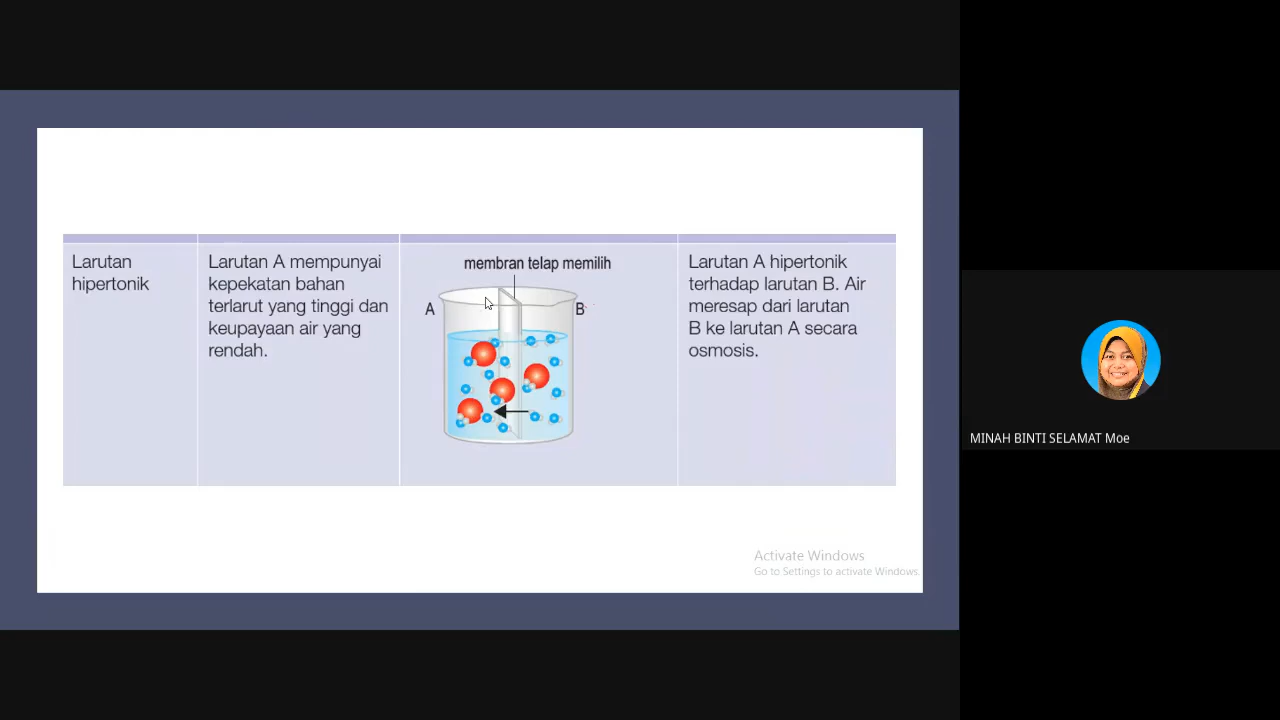 Larutan
hipertonik
Larutan A mempunyai
kepekatan bahan
terlarut yang tinggi dan
keupayaan air yang
rendah.
membran telap memilih
A
B
Larutan A hipertonik
terhadap larutan B. Air
meresap dari larutan
B ke larutan A secara
osmosis.
Activate Windows
Go to Settings to activate Windows.
MINAH BINTI SELAMAT Moe